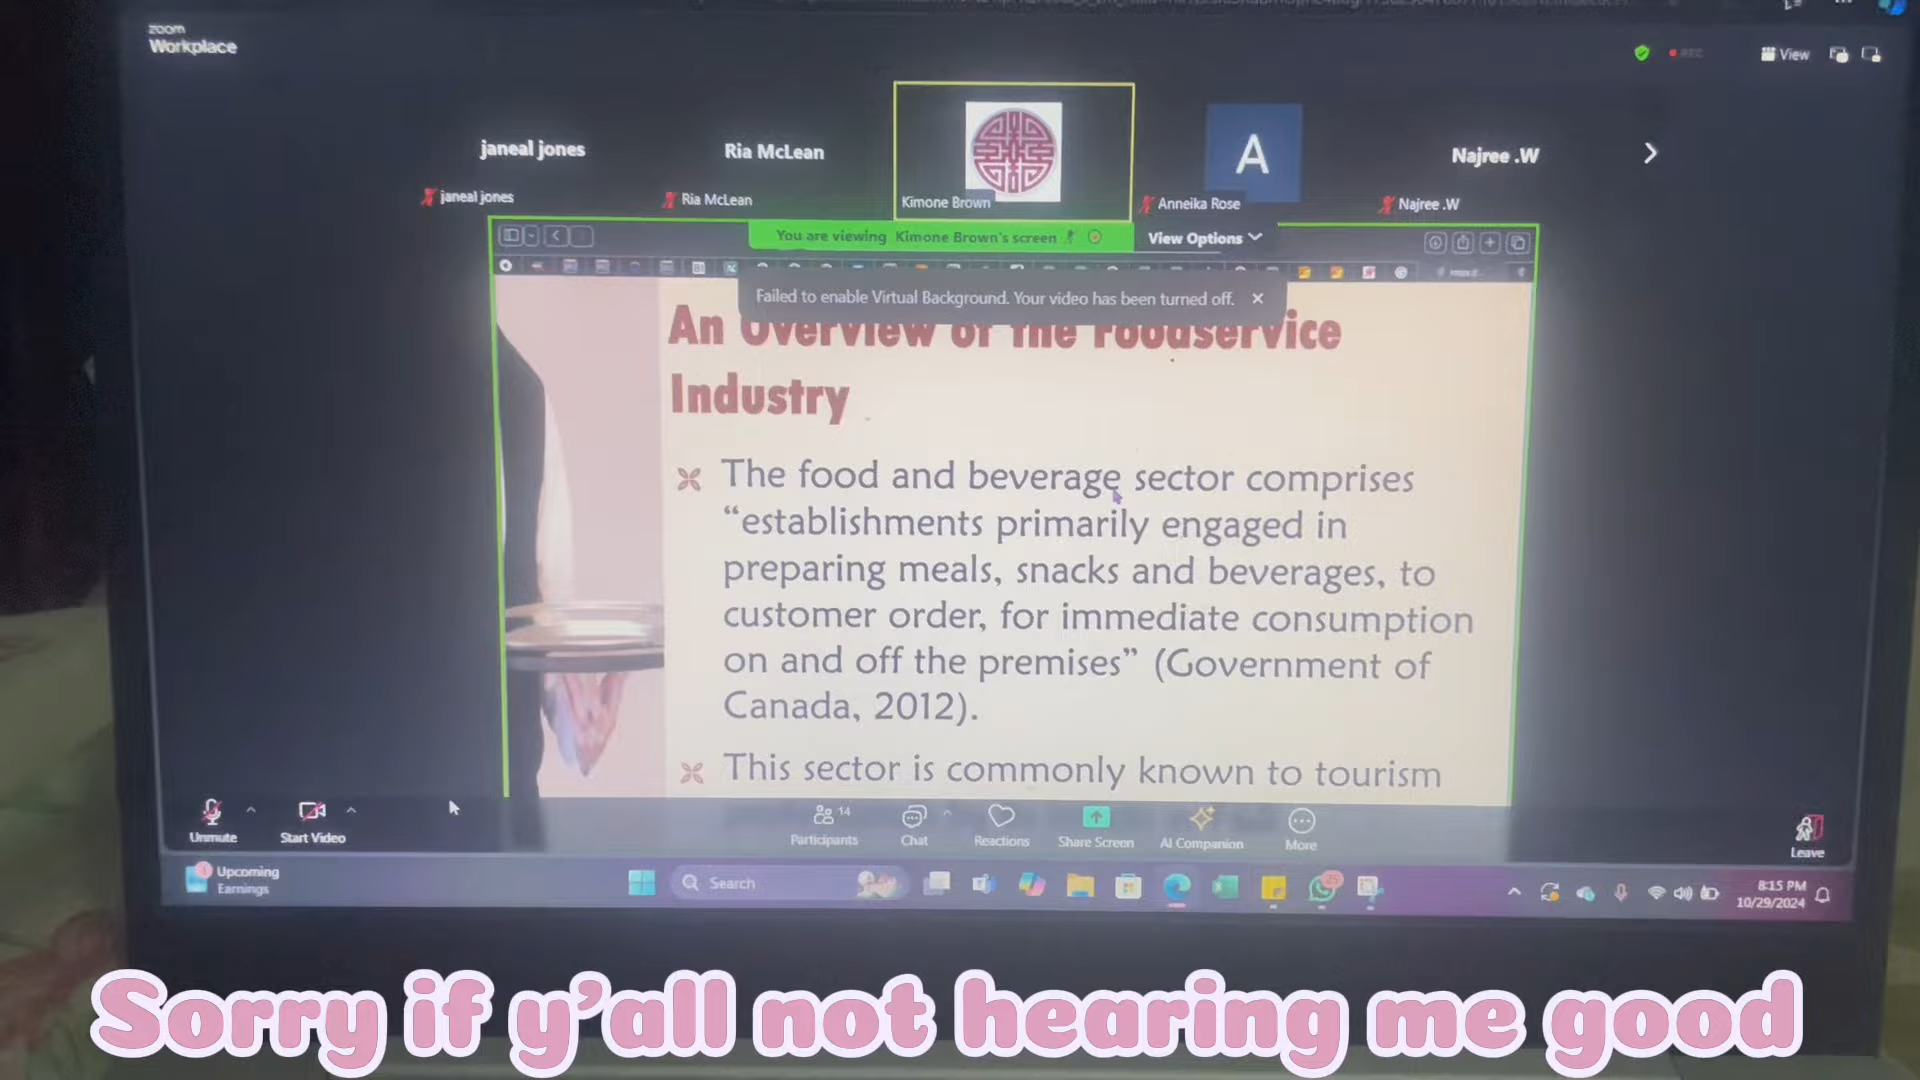 zoom
Workplace
REC
View
janeal jones
Ria McLean
A
Najree .W
janeal jones
Ria McLean
Kimone Brown
Anneika Rose
Najree .W
You are viewing Kimone Brown's screen
View Options
Failed to enable Virtual Background. Your video has been turned off.
An Overview of the Foodservice
Industry
The food and beverage sector comprises
“establishments primarily engaged in
preparing meals, snacks and beverages, to
customer order, for immediate consumption
on and off the premises” (Government of
Canada, 2012).
This sector is commonly known to tourism
Unmute
Start Video
14
Participants
Chat
Reactions
Share Screen
AI Companion
More
Leave
1
Upcoming
Earnings
Search
25
8:15 PM
10/29/2024
Sorry if y’all not hearing me good